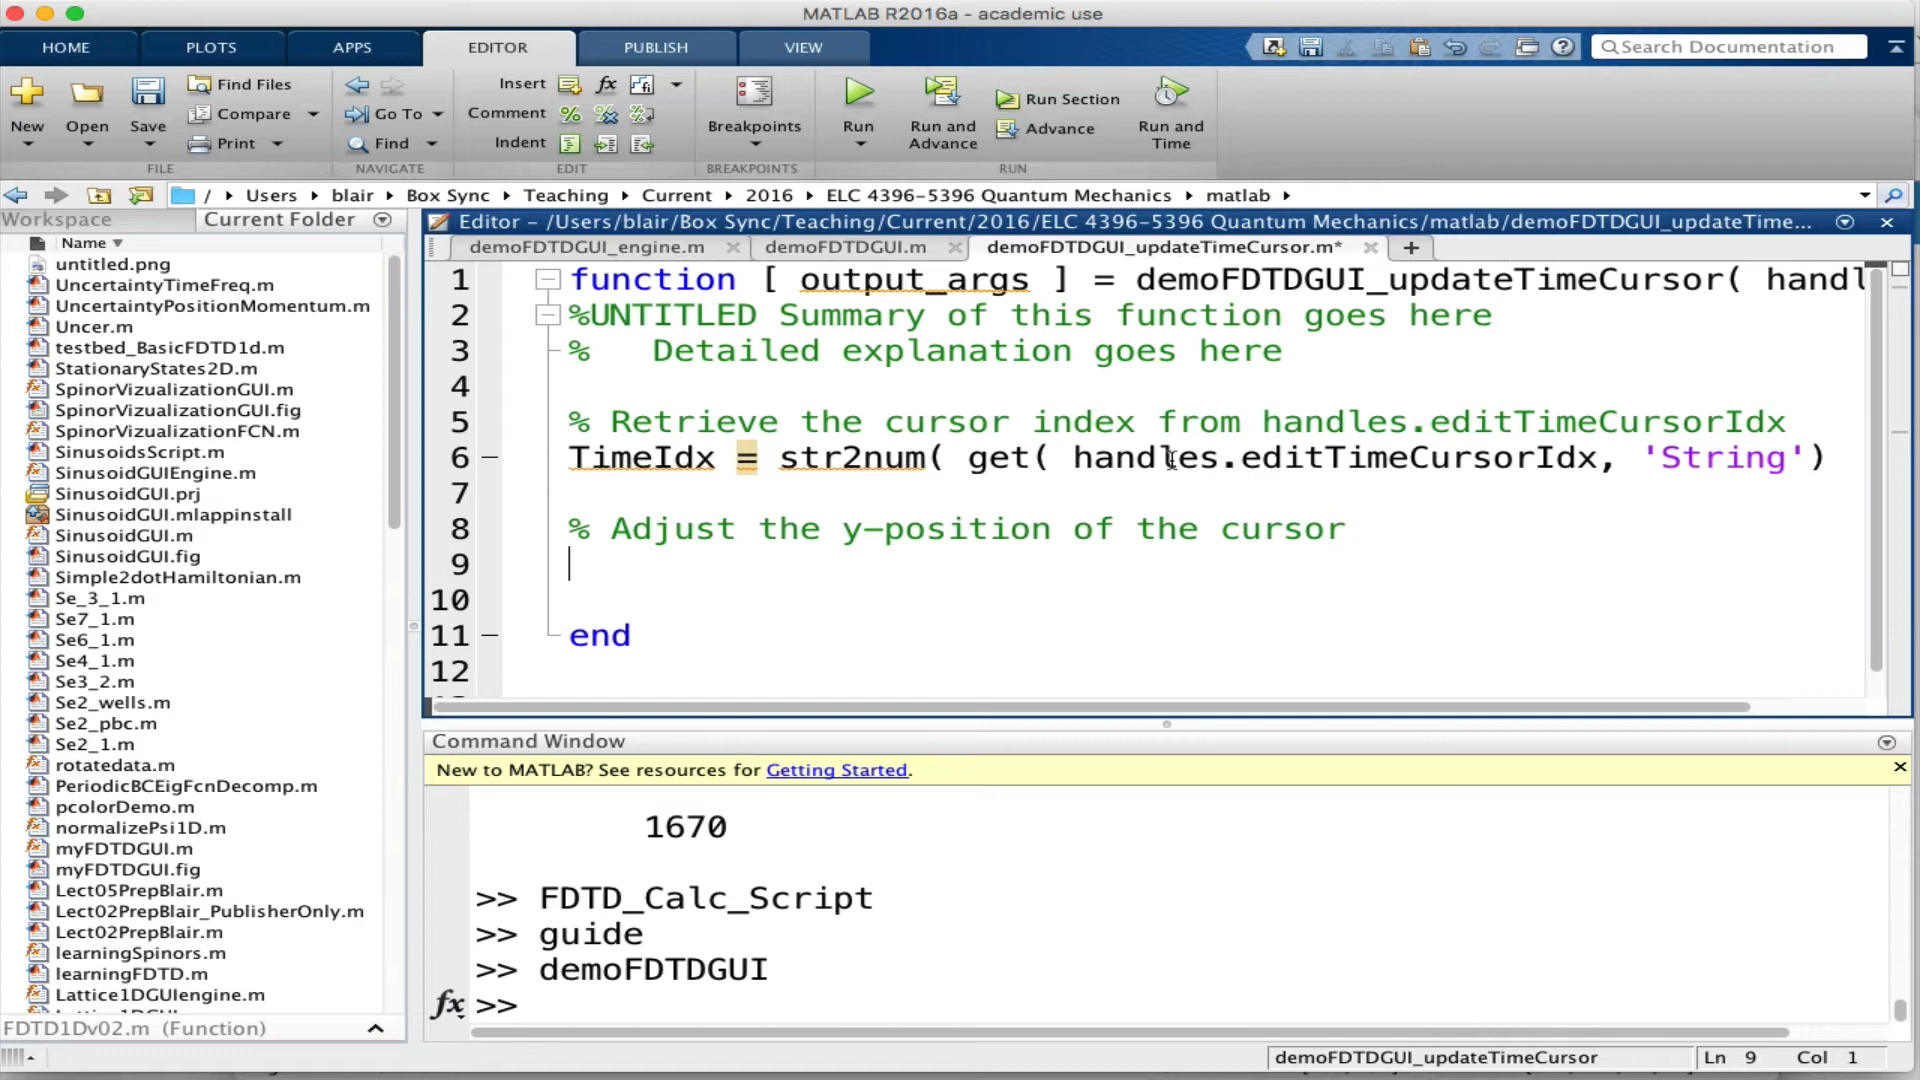 MATLAB R2016a - academic use
HOME PLOTS APPS EDITOR PUBLISH VIEW Search Documentation
New Open Save Find Files Compare Print
Go To Find
Insert Comment Indent
Breakpoints
Run Run and Advance Run Section Advance Run and Time
FILE NAVIGATE EDIT BREAKPOINTS RUN
/ Users blair Box Sync Teaching Current 2016 ELC 4396-5396 Quantum Mechanics matlab
Workspace Current Folder
Name
untitled.png
UncertaintyTimeFreq.m
UncertaintyPositionMomentum.m
Uncer.m
testbed_BasicFDTD1d.m
StationaryStates2D.m
SpinorVizualizationGUI.m
SpinorVizualizationGUI.fig
SpinorVizualizationFCN.m
SinusoidsScript.m
SinusoidGUIEngine.m
SinusoidGUI.prj
SinusoidGUI.mlappinstall
SinusoidGUI.m
SinusoidGUI.fig
Simple2dotHamiltonian.m
Se_3_1.m
Se7_1.m
Se6_1.m
Se4_1.m
Se3_2.m
Se2_wells.m
Se2_pbc.m
Se2_1.m
rotatedata.m
PeriodicBCEigFcnDecomp.m
pcolorDemo.m
normalizePsi1D.m
myFDTDGUI.m
myFDTDGUI.fig
Lect05PrepBlair.m
Lect02PrepBlair_PublisherOnly.m
Lect02PrepBlair.m
learningSpinors.m
learningFDTD.m
Lattice1DGUIengine.m
FDTD1Dv02.m (Function)
Editor - /Users/blair/Box Sync/Teaching/Current/2016/ELC 4396-5396 Quantum Mechanics/matlab/demoFDTDGUI_updateTime...
demoFDTDGUI_engine.m demoFDTDGUI.m demoFDTDGUI_updateTimeCursor.m*
1 function [ output_args ] = demoFDTDGUI_updateTimeCursor( handl
2 %UNTITLED Summary of this function goes here
3 % Detailed explanation goes here
4
5 % Retrieve the cursor index from handles.editTimeCursorIdx
6 TimeIdx = str2num( get( handles.editTimeCursorIdx, 'String')
7
8 % Adjust the y-position of the cursor
9
10
11 end
12
Command Window
New to MATLAB? See resources for Getting Started.
1670
>> FDTD_Calc_Script
>> guide
>> demoFDTDGUI
fx >>
demoFDTDGUI_updateTimeCursor Ln 9 Col 1